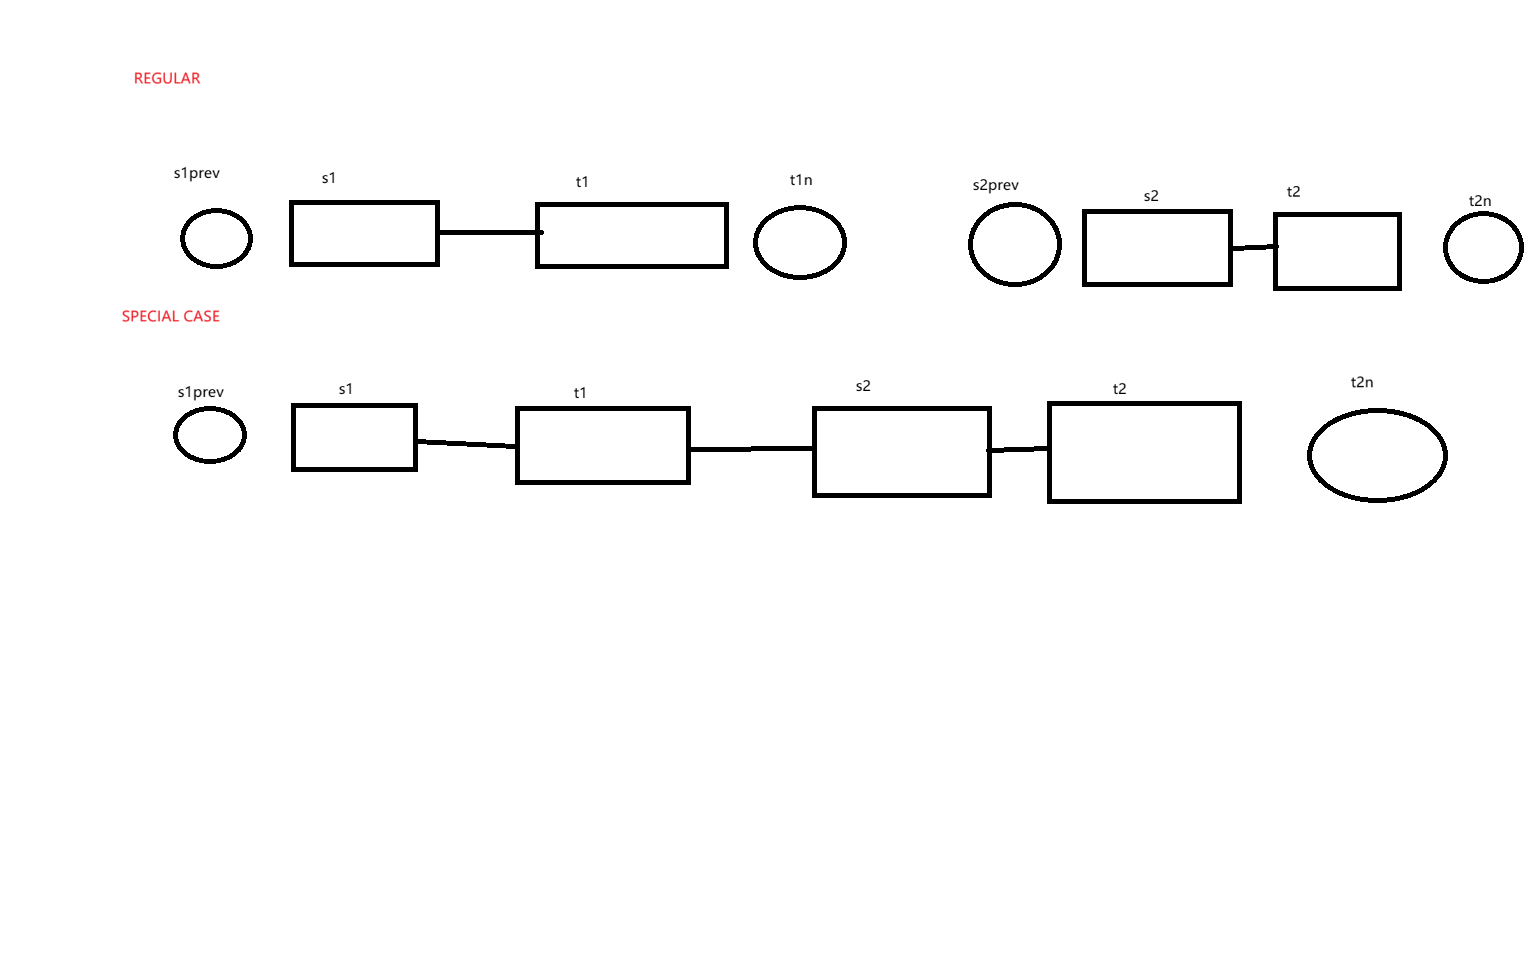 REGULAR
s1prev
s1
t1
t1n
s2prev
s2
t2
t2n
SPECIAL CASE
s1prev
s1
t1
s2
t2
t2n